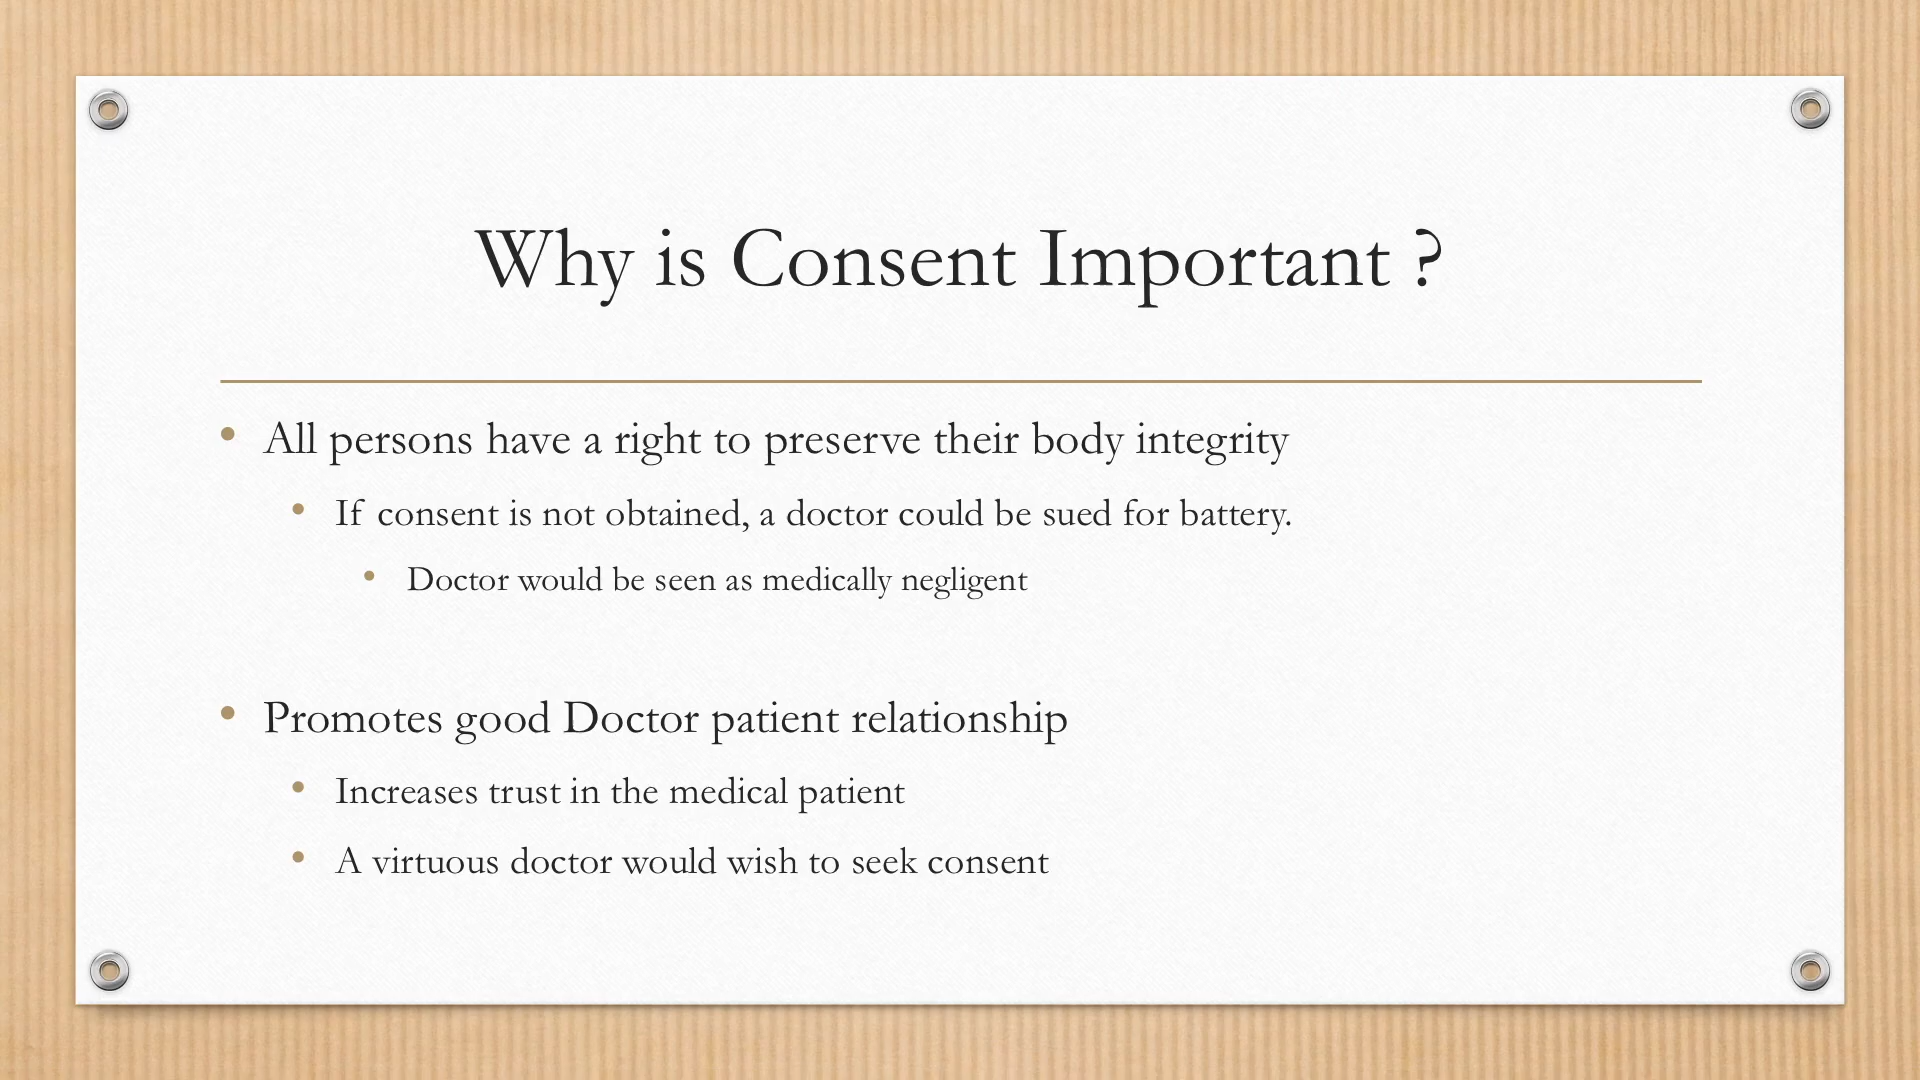 Why is Consent Important ?
• All persons have a right to preserve their body integrity
• If consent is not obtained, a doctor could be sued for battery.
• Doctor would be seen as medically negligent
• Promotes good Doctor patient relationship
• Increases trust in the medical patient
• A virtuous doctor would wish to seek consent